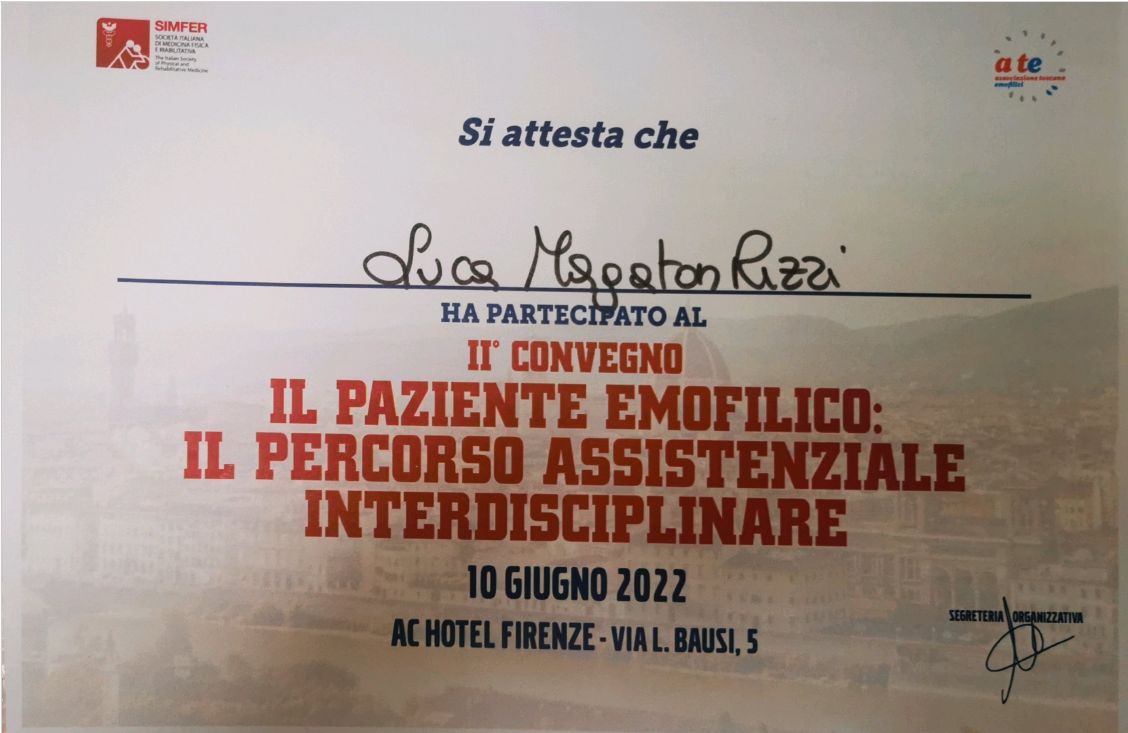 SIMFER
SOCIETÀ ITALIANA
DI MEDICINA FISICA
E RIABILITATIVA
The Italian Society
of Physical and
Rehabilitative Medicine
a te
associazione toscana
emofilici
Si attesta che
Luca Magaton Rizzi
HA PARTECIPATO AL
II° CONVEGNO
IL PAZIENTE EMOFILICO:
IL PERCORSO ASSISTENZIALE
INTERDISCIPLINARE
10 GIUGNO 2022
AC HOTEL FIRENZE - VIA L. BAUSI, 5
SEGRETERIA ORGANIZZATIVA